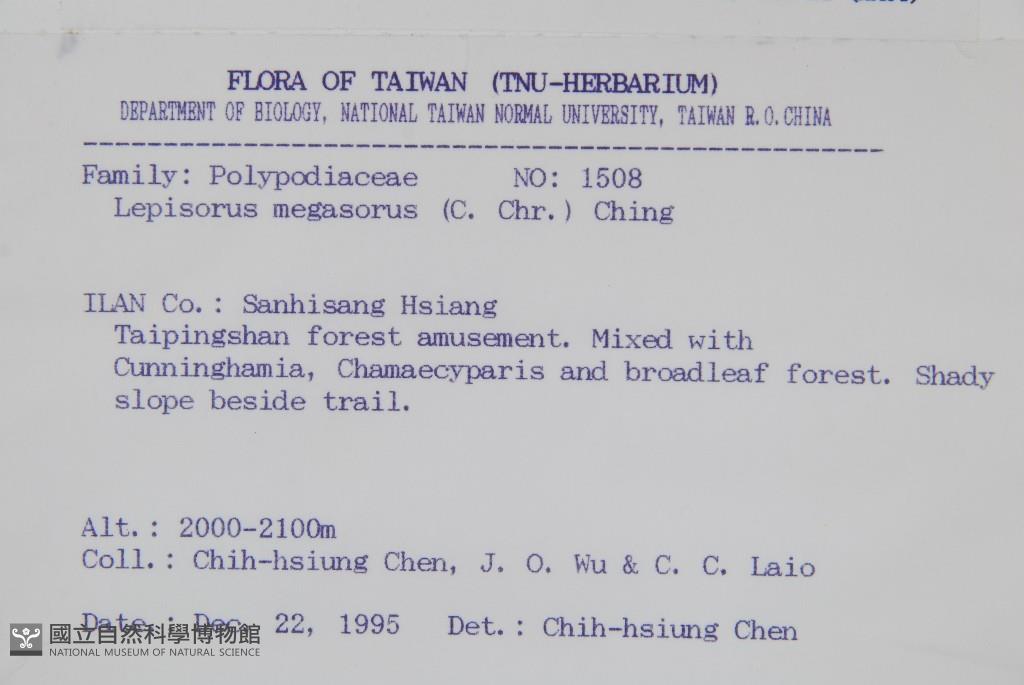 FLORA OF TAIWAN (TNU-HERBARIUM)
DEPARTMENT OF BIOLOGY, NATIONAL TAIWAN NORMAL UNIVERSITY, TAIWAN R.O.CHINA
Family: Polypodiaceae NO: 1508
Lepisorus megasorus (C. Chr.) Ching
ILAN Co.: Sanhisang Hsiang
Taipingshan forest amusement. Mixed with
Cunninghamia, Chamaecyparis and broadleaf forest. Shady
slope beside trail.
Alt.: 2000-2100m
Coll.: Chih-hsiung Chen, J. O. Wu & C. C. Laio
Date.: Dec. 22, 1995 Det.: Chih-hsiung Chen
國立自然科學博物館
NATIONAL MUSEUM OF NATURAL SCIENCE